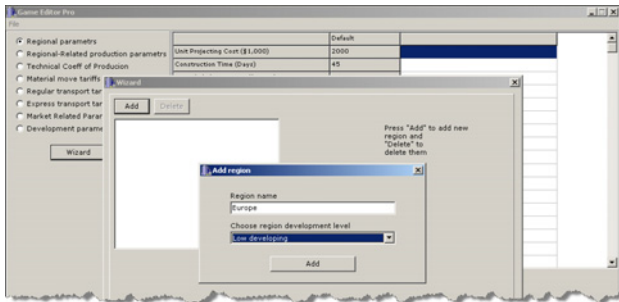 Game Editor Pro
File
Default
Regional parametrs
Regional-Related production parametrs
Unit Projecting Cost ($1,000) 2000
Technical Coeff of Producion
Construction Time (Days) 45
Material move tariffs
Wizard
Regular transport tar
Express transport tar
Add Delete
Market Related Parar
Development parame
Press "Add" to add new
region and
"Delete" to
delete them
Wizard
Add region
Region name
Europe
Choose region development level
Low developing
Add